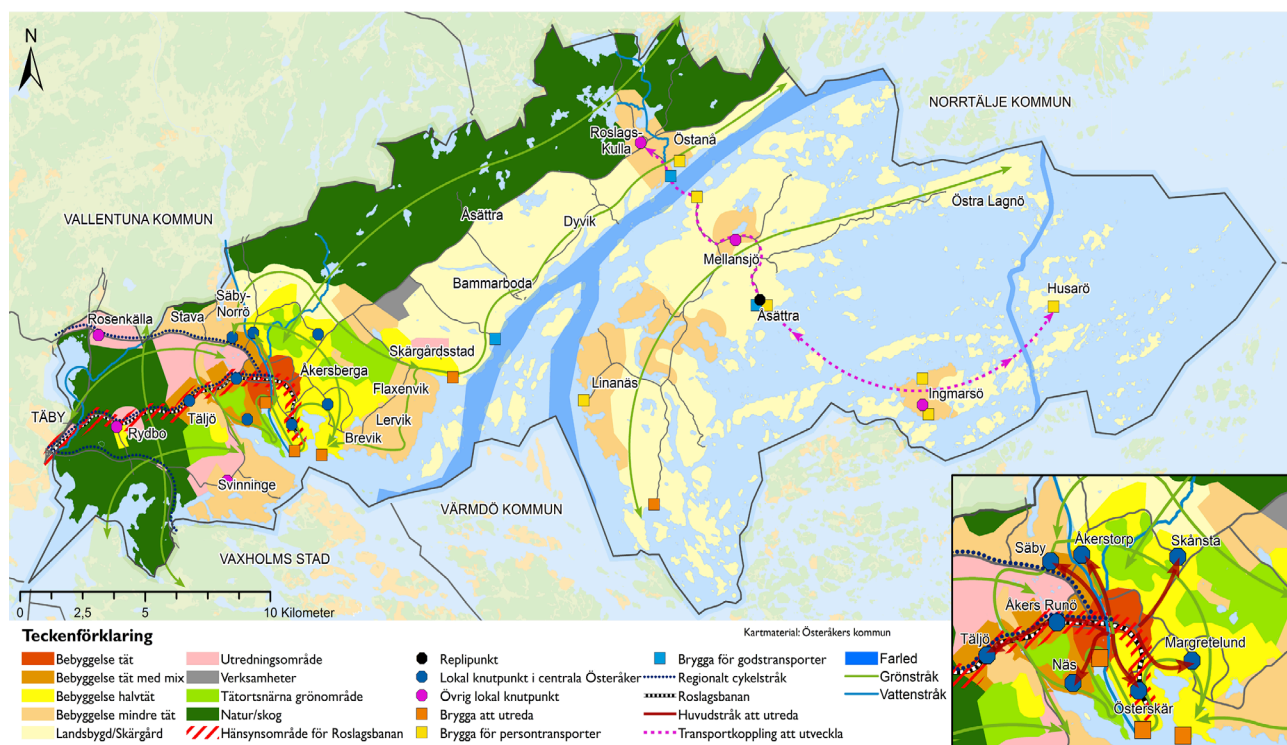 N
NORRTÄLJE KOMMUN
Roslags-
Kulla
Östanå
VALLENTUNA KOMMUN
Åsättra
Dyvik
Östra Lagnö
Mellansjö
Bammarboda
Säby-
Norrö
Husarö
Rosenkälla
Stava
Åsättra
Skärgårdsstad
Åkersberga
Flaxenvik
Linanäs
Ingmarsö
TÄBY
Täljö
Lervik
Rydbo
Brevik
Svinninge
VÄRMDÖ KOMMUN
VAXHOLMS STAD
0 2,5 5 10 Kilometer
Säby
Åkerstorp
Skånsta
Åkers Runö
Täljö
Margretelund
Näs
Österskär
Kartmaterial: Österåkers kommun
Teckenförklaring
Bebyggelse tät
Bebyggelse tät med mix
Bebyggelse halvtät
Bebyggelse mindre tät
Landsbygd/Skärgård
Utredningsområde
Verksamheter
Tätortsnära grönområde
Natur/skog
Hänsynsområde för Roslagsbanan
Replipunkt
Lokal knutpunkt i centrala Österåker
Övrig lokal knutpunkt
Brygga att utreda
Brygga för persontransporter
Brygga för godstransporter
Regionalt cykelstråk
Roslagsbanan
Huvudstråk att utreda
Transportkoppling att utveckla
Farled
Grönstråk
Vattenstråk